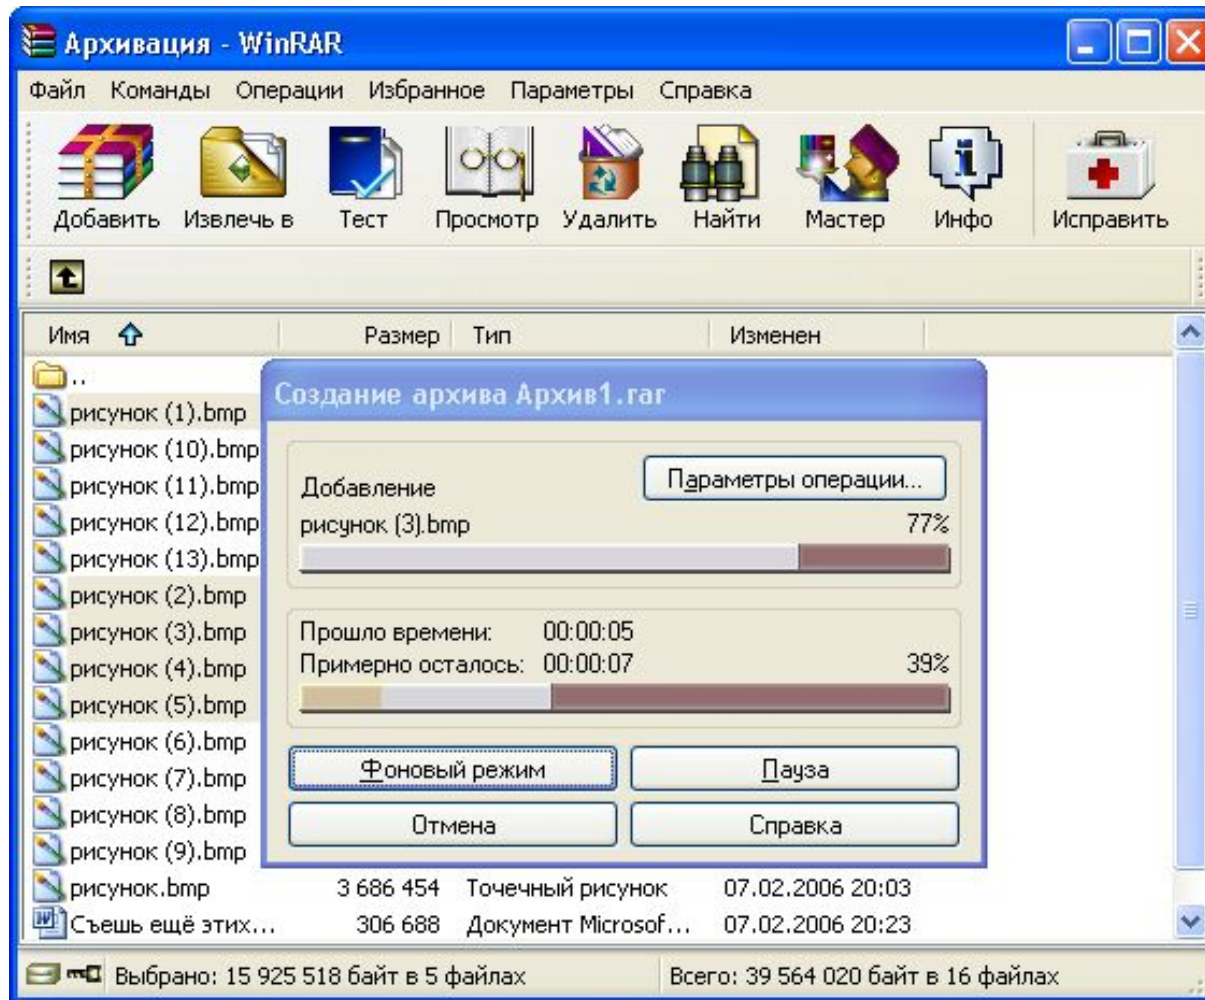 Архивация - WinRAR
Файл Команды Операции Избранное Параметры Справка
Добавить Извлечь в Тест Просмотр Удалить Найти Мастер Инфо Исправить
Имя Размер Тип Изменен
..
рисунок (1).bmp
рисунок (10).bmp
рисунок (11).bmp
рисунок (12).bmp
рисунок (13).bmp
рисунок (2).bmp
рисунок (3).bmp
рисунок (4).bmp
рисунок (5).bmp
рисунок (6).bmp
рисунок (7).bmp
рисунок (8).bmp
рисунок (9).bmp
рисунок.bmp 3 686 454 Точечный рисунок 07.02.2006 20:03
Съешь ещё этих... 306 688 Документ Microsof... 07.02.2006 20:23
Создание архива Архив1.rar
Параметры операции...
Добавление
рисунок (3).bmp 77%
Прошло времени: 00:00:05
Примерно осталось: 00:00:07 39%
Фоновый режим Пауза
Отмена Справка
Выбрано: 15 925 518 байт в 5 файлах Всего: 39 564 020 байт в 16 файлах